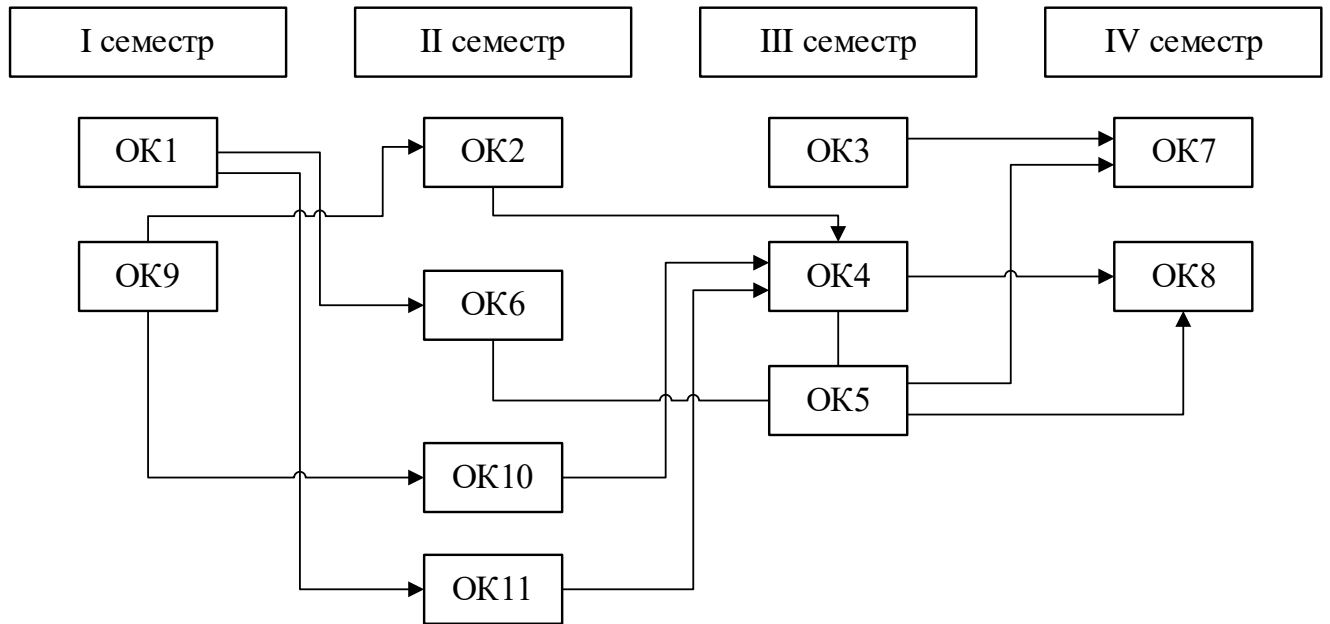 I семестр
II семестр
III семестр
IV семестр
ОК1
ОК2
ОК3
ОК7
ОК9
ОК6
ОК4
ОК8
ОК5
ОК10
ОК11